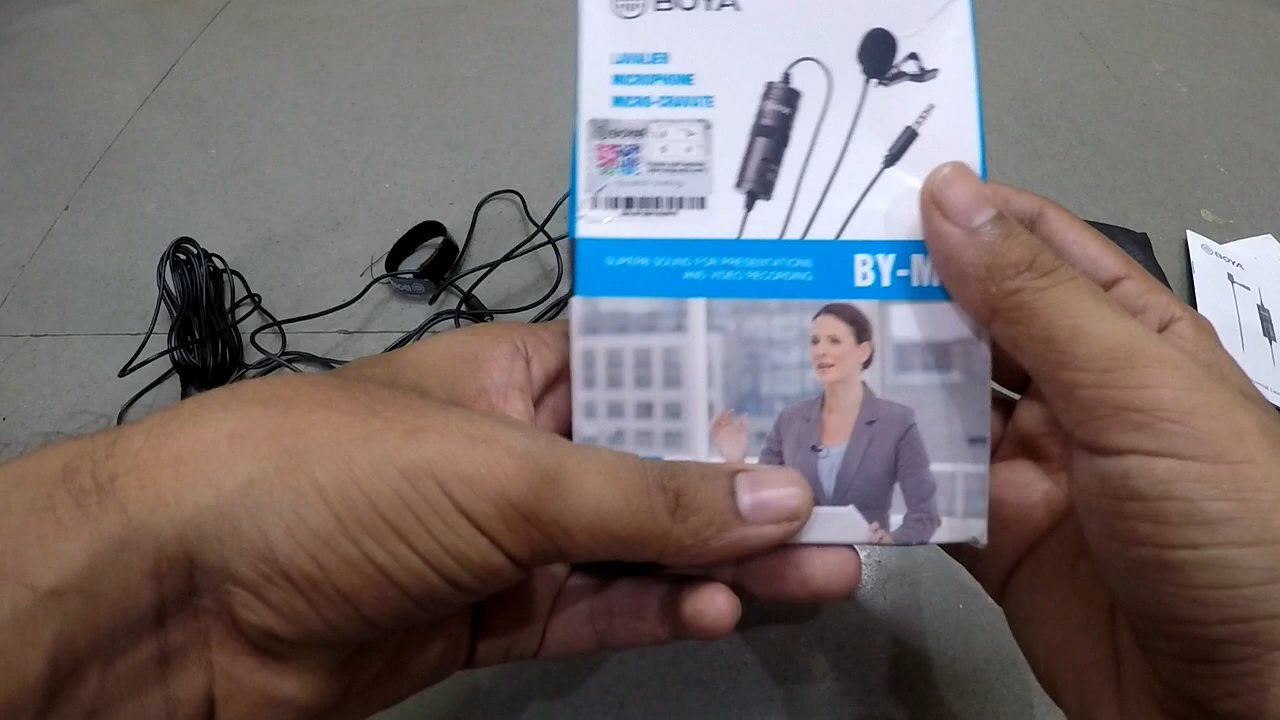 BOYA
LAVALIER
MICROPHONE
MICRO-CRAVATE
SUPERB SOUND FOR PRESENTATIONS
AND VIDEO RECORDING
BY-M
BOYA